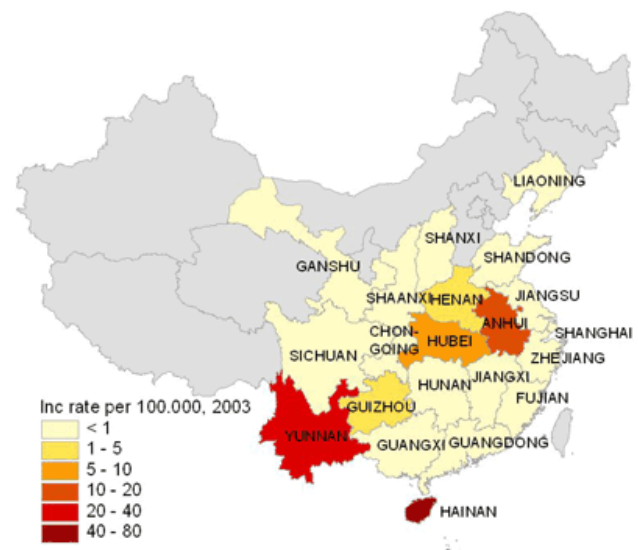 LIAONING
SHANXI
SHANDONG
GANSHU
SHAANXI
HENAN
JIANGSU
ANHUI
CHON-
GOING
HUBEI
SHANGHAI
SICHUAN
ZHEJIANG
HUNAN
JIANGXI
FUJIAN
GUIZHOU
YUNNAN
GUANGXI
GUANGDONG
HAINAN
Inc rate per 100.000, 2003
< 1
1 - 5
5 - 10
10 - 20
20 - 40
40 - 80